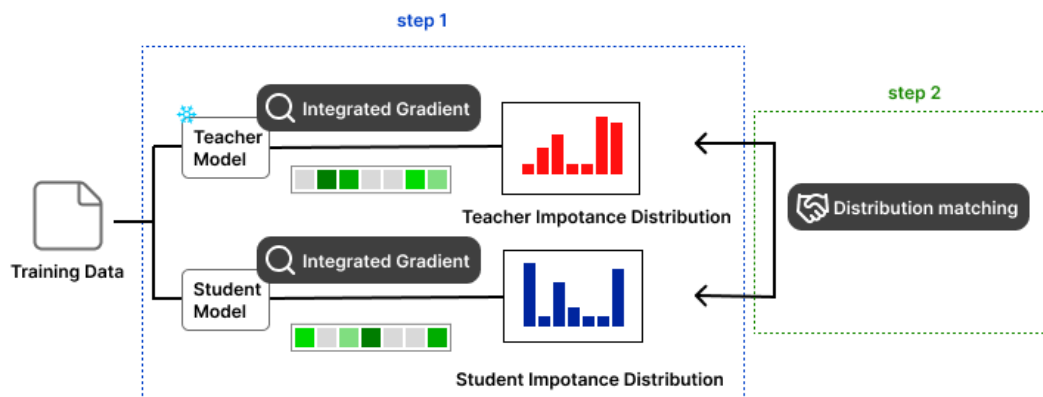 step 1
step 2
Integrated Gradient
Teacher
Model
Teacher Impotance Distribution
Distribution matching
Training Data
Integrated Gradient
Student
Model
Student Impotance Distribution